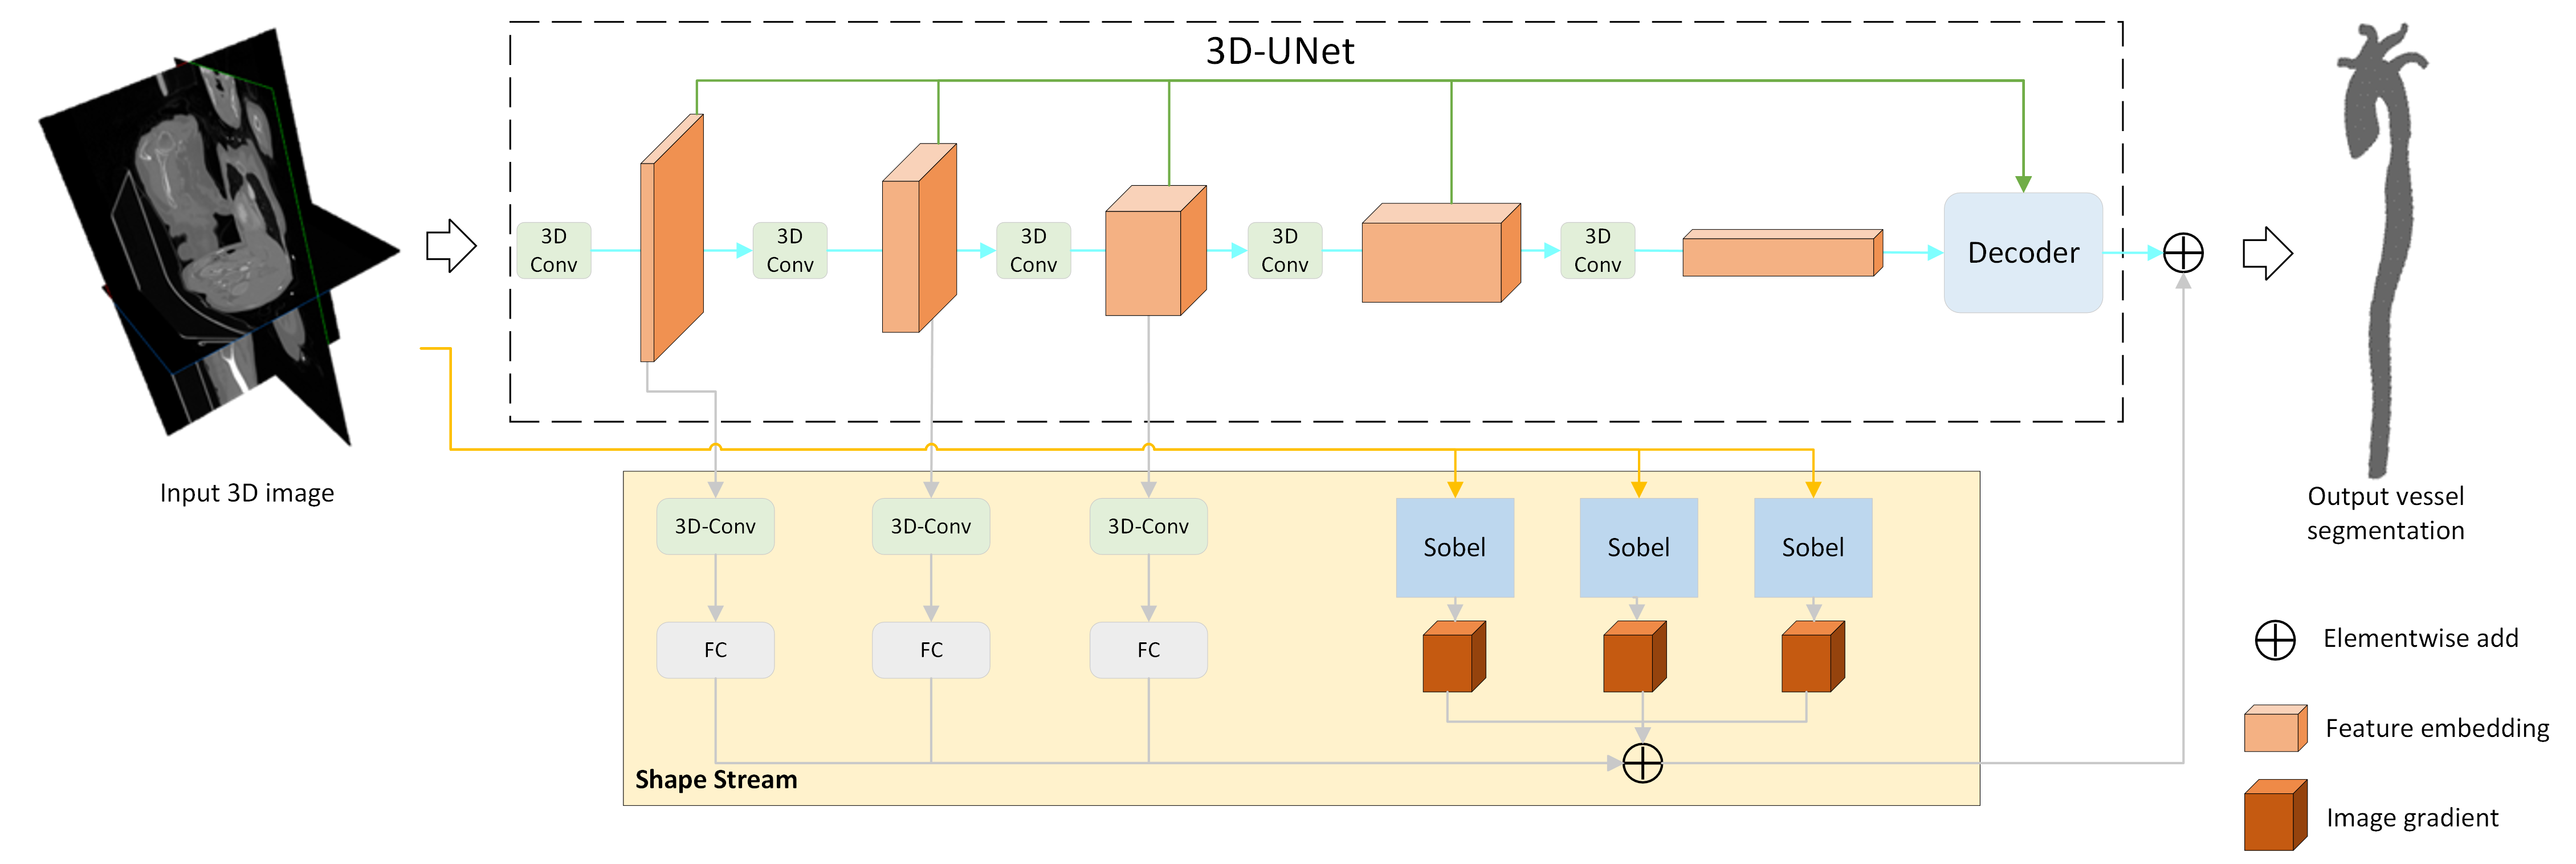 3D-UNet
3D
Conv
3D
Conv
3D
Conv
3D
Conv
3D
Conv
Decoder
Input 3D image
3D-Conv
3D-Conv
3D-Conv
Sobel
Sobel
Sobel
FC
FC
FC
Shape Stream
Output vessel
segmentation
Elementwise add
Feature embedding
Image gradient